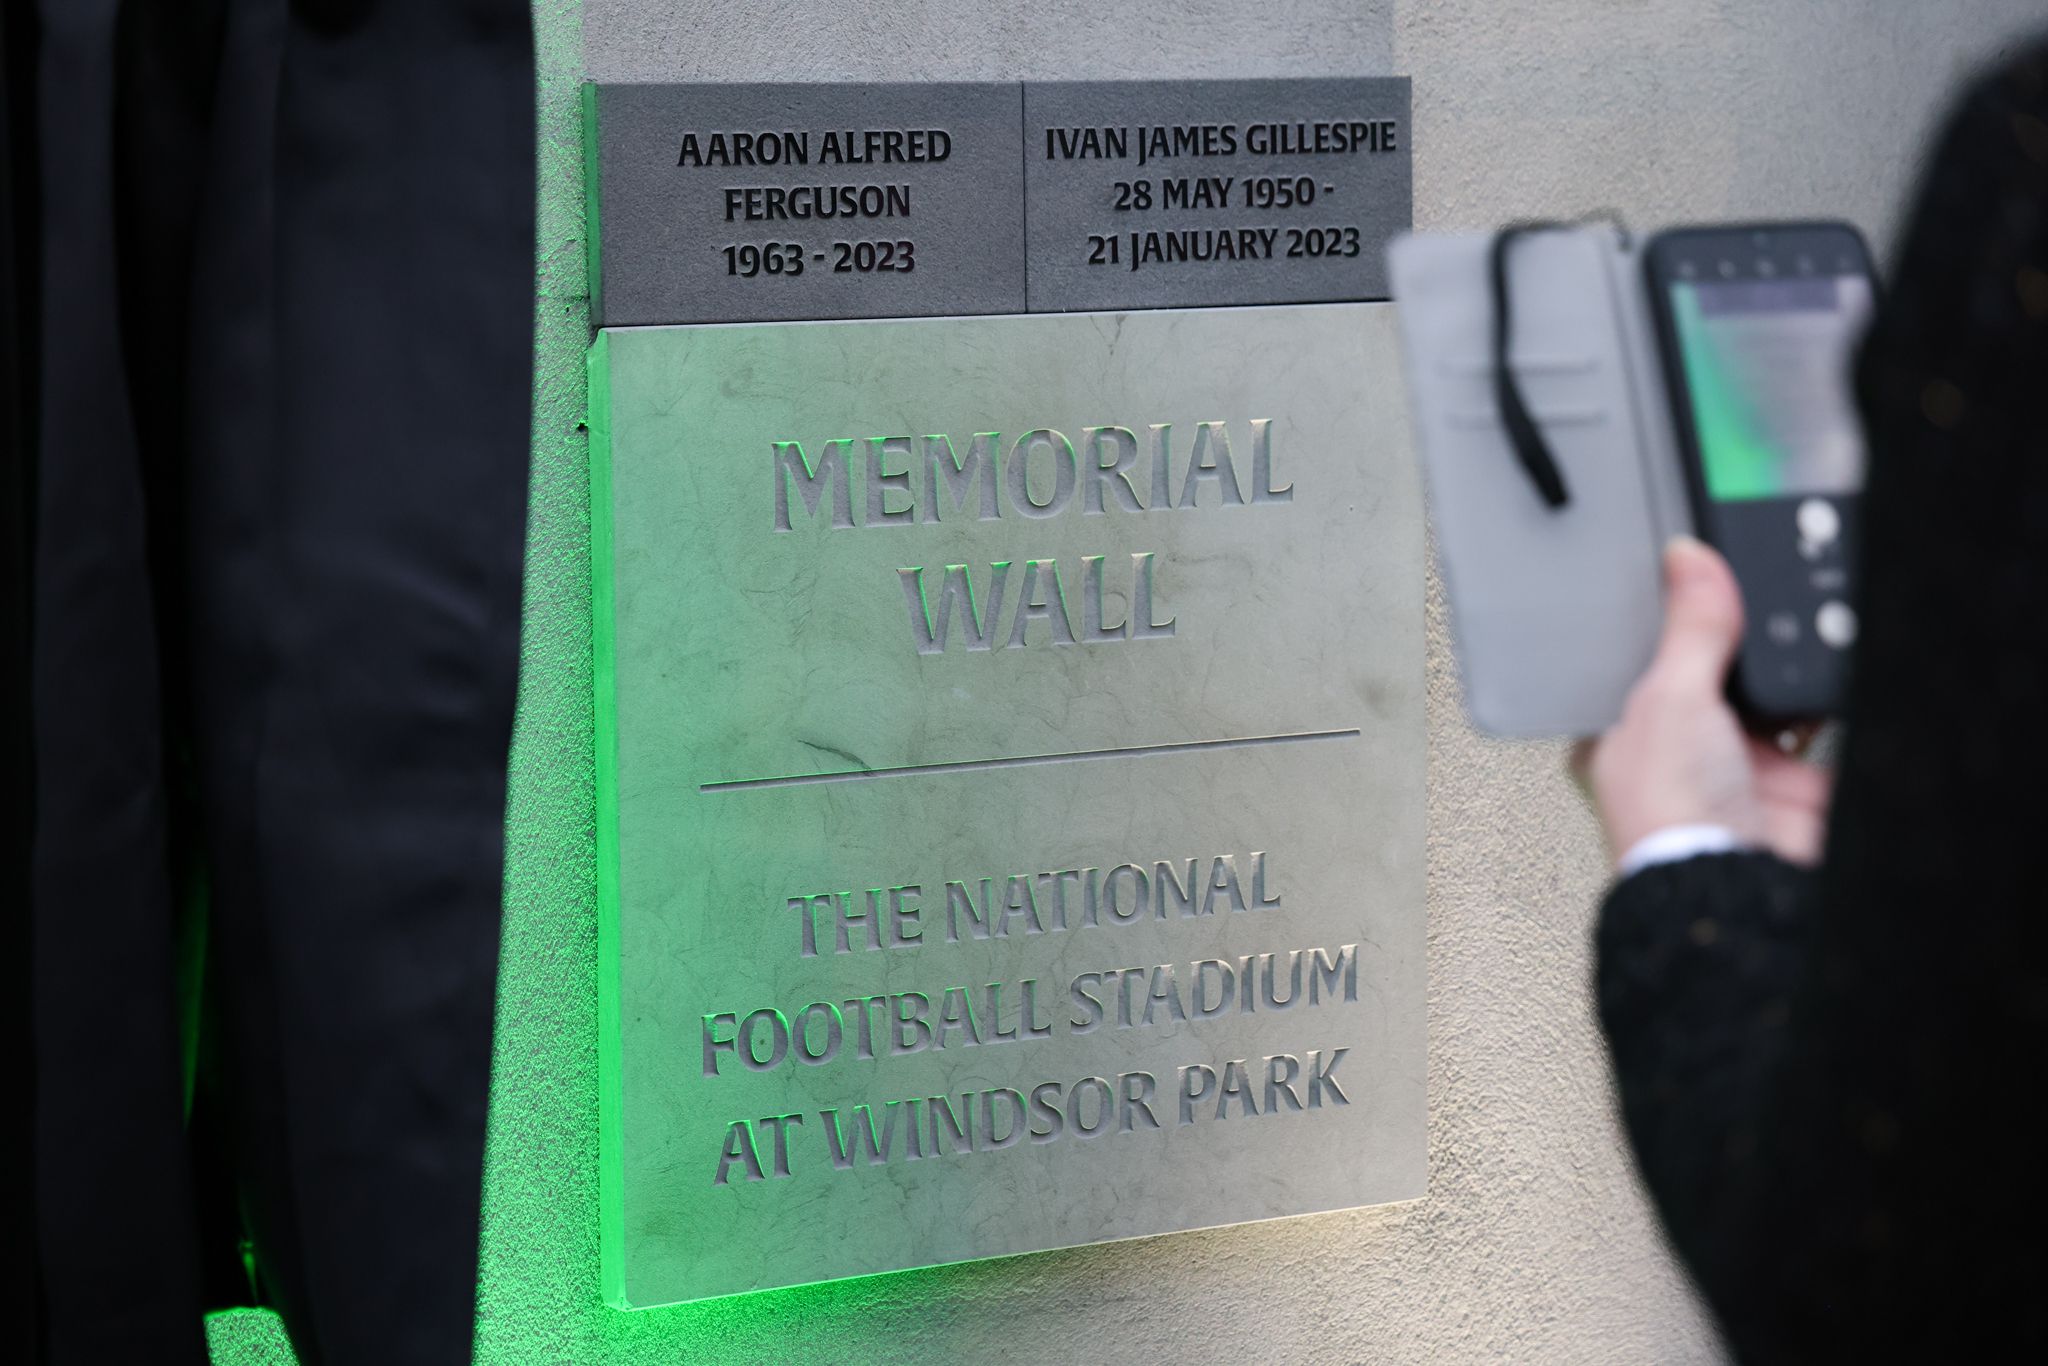 AARON ALFRED
FERGUSON
1963 - 2023
IVAN JAMES GILLESPIE
28 MAY 1950 -
21 JANUARY 2023
MEMORIAL
WALL
THE NATIONAL
FOOTBALL STADIUM
AT WINDSOR PARK